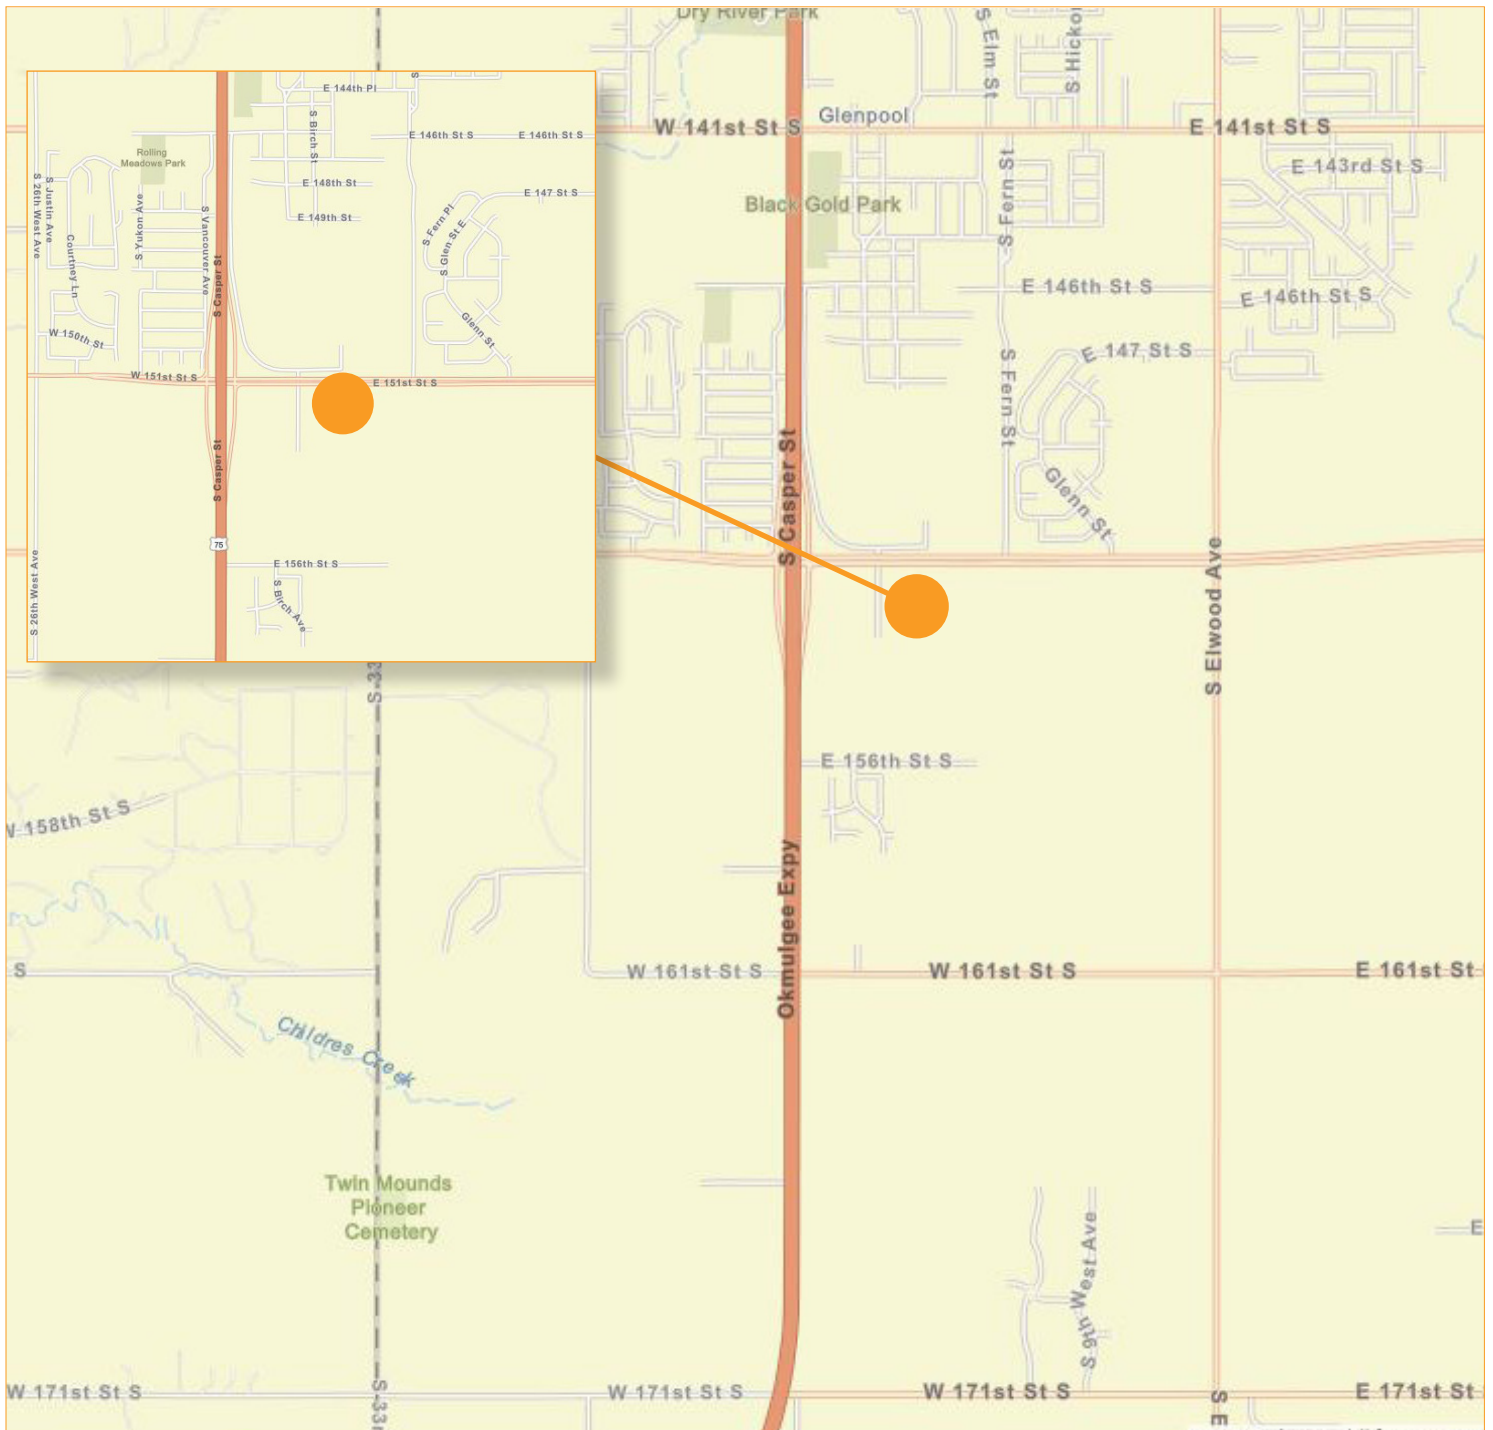 Dry River Park
S Elm St
S Hicko
Glenpool
W 141st St S
E 141st St S
E 143rd St S
Black Gold Park
S Fern St
E 146th St S
E 146th St S
E 147 St S
S Fern St
S Casper St
Glenn St
S Elwood Ave
E 144th Pl
S
S Birch St
E 146th St S
E 146th St S
Rolling
Meadows Park
E 148th St
E 147 St S
E 149th St
S 26th West Ave
S Justin Ave
Courtney Ln
S Yukon Ave
S Vancouver Ave
S Casper St
S Fern Pl
S Glen St E
Glenn St
W 150th St
W 151st St S
E 151st St S
S Casper St
75
E 156th St S
S Birch Ave
S 26th West Ave
S 33
E 156th St S
W 158th St S
Okmulgee Expy
S
W 161st St S
W 161st St S
E 161st St
Childres Creek
Twin Mounds
Pioneer
Cemetery
S 9th West Ave
E
W 171st St S
S 33
W 171st St S
W 171st St S
S E
E 171st St